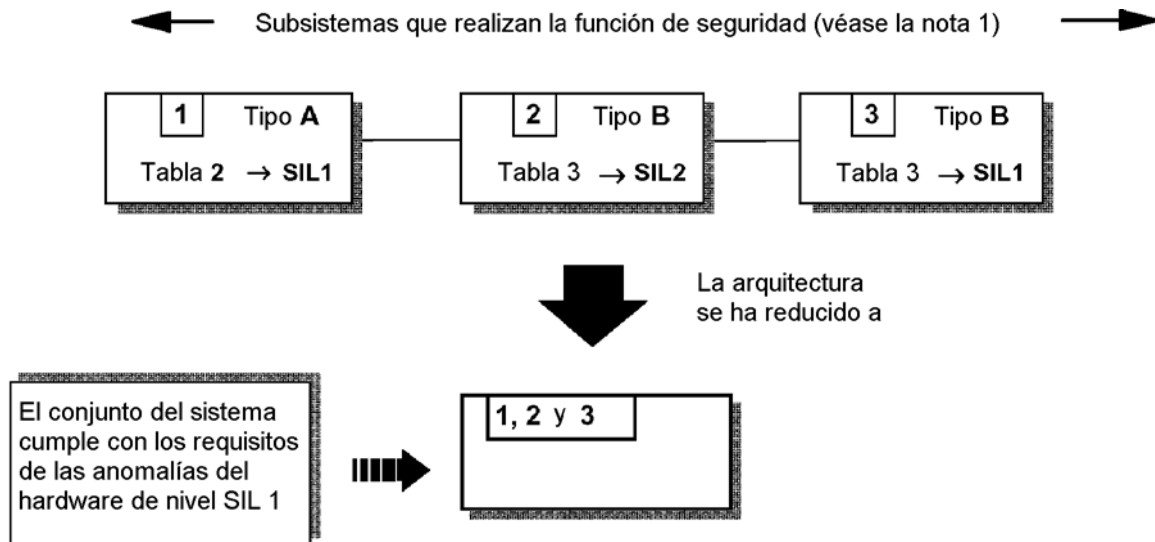 Subsistemas que realizan la función de seguridad (véase la nota 1)
1 Tipo A
Tabla 2 → SIL1
2 Tipo B
Tabla 3 → SIL2
3 Tipo B
Tabla 3 → SIL1
La arquitectura
se ha reducido a
El conjunto del sistema
cumple con los requisitos
de las anomalías del
hardware de nivel SIL 1
1, 2 y 3